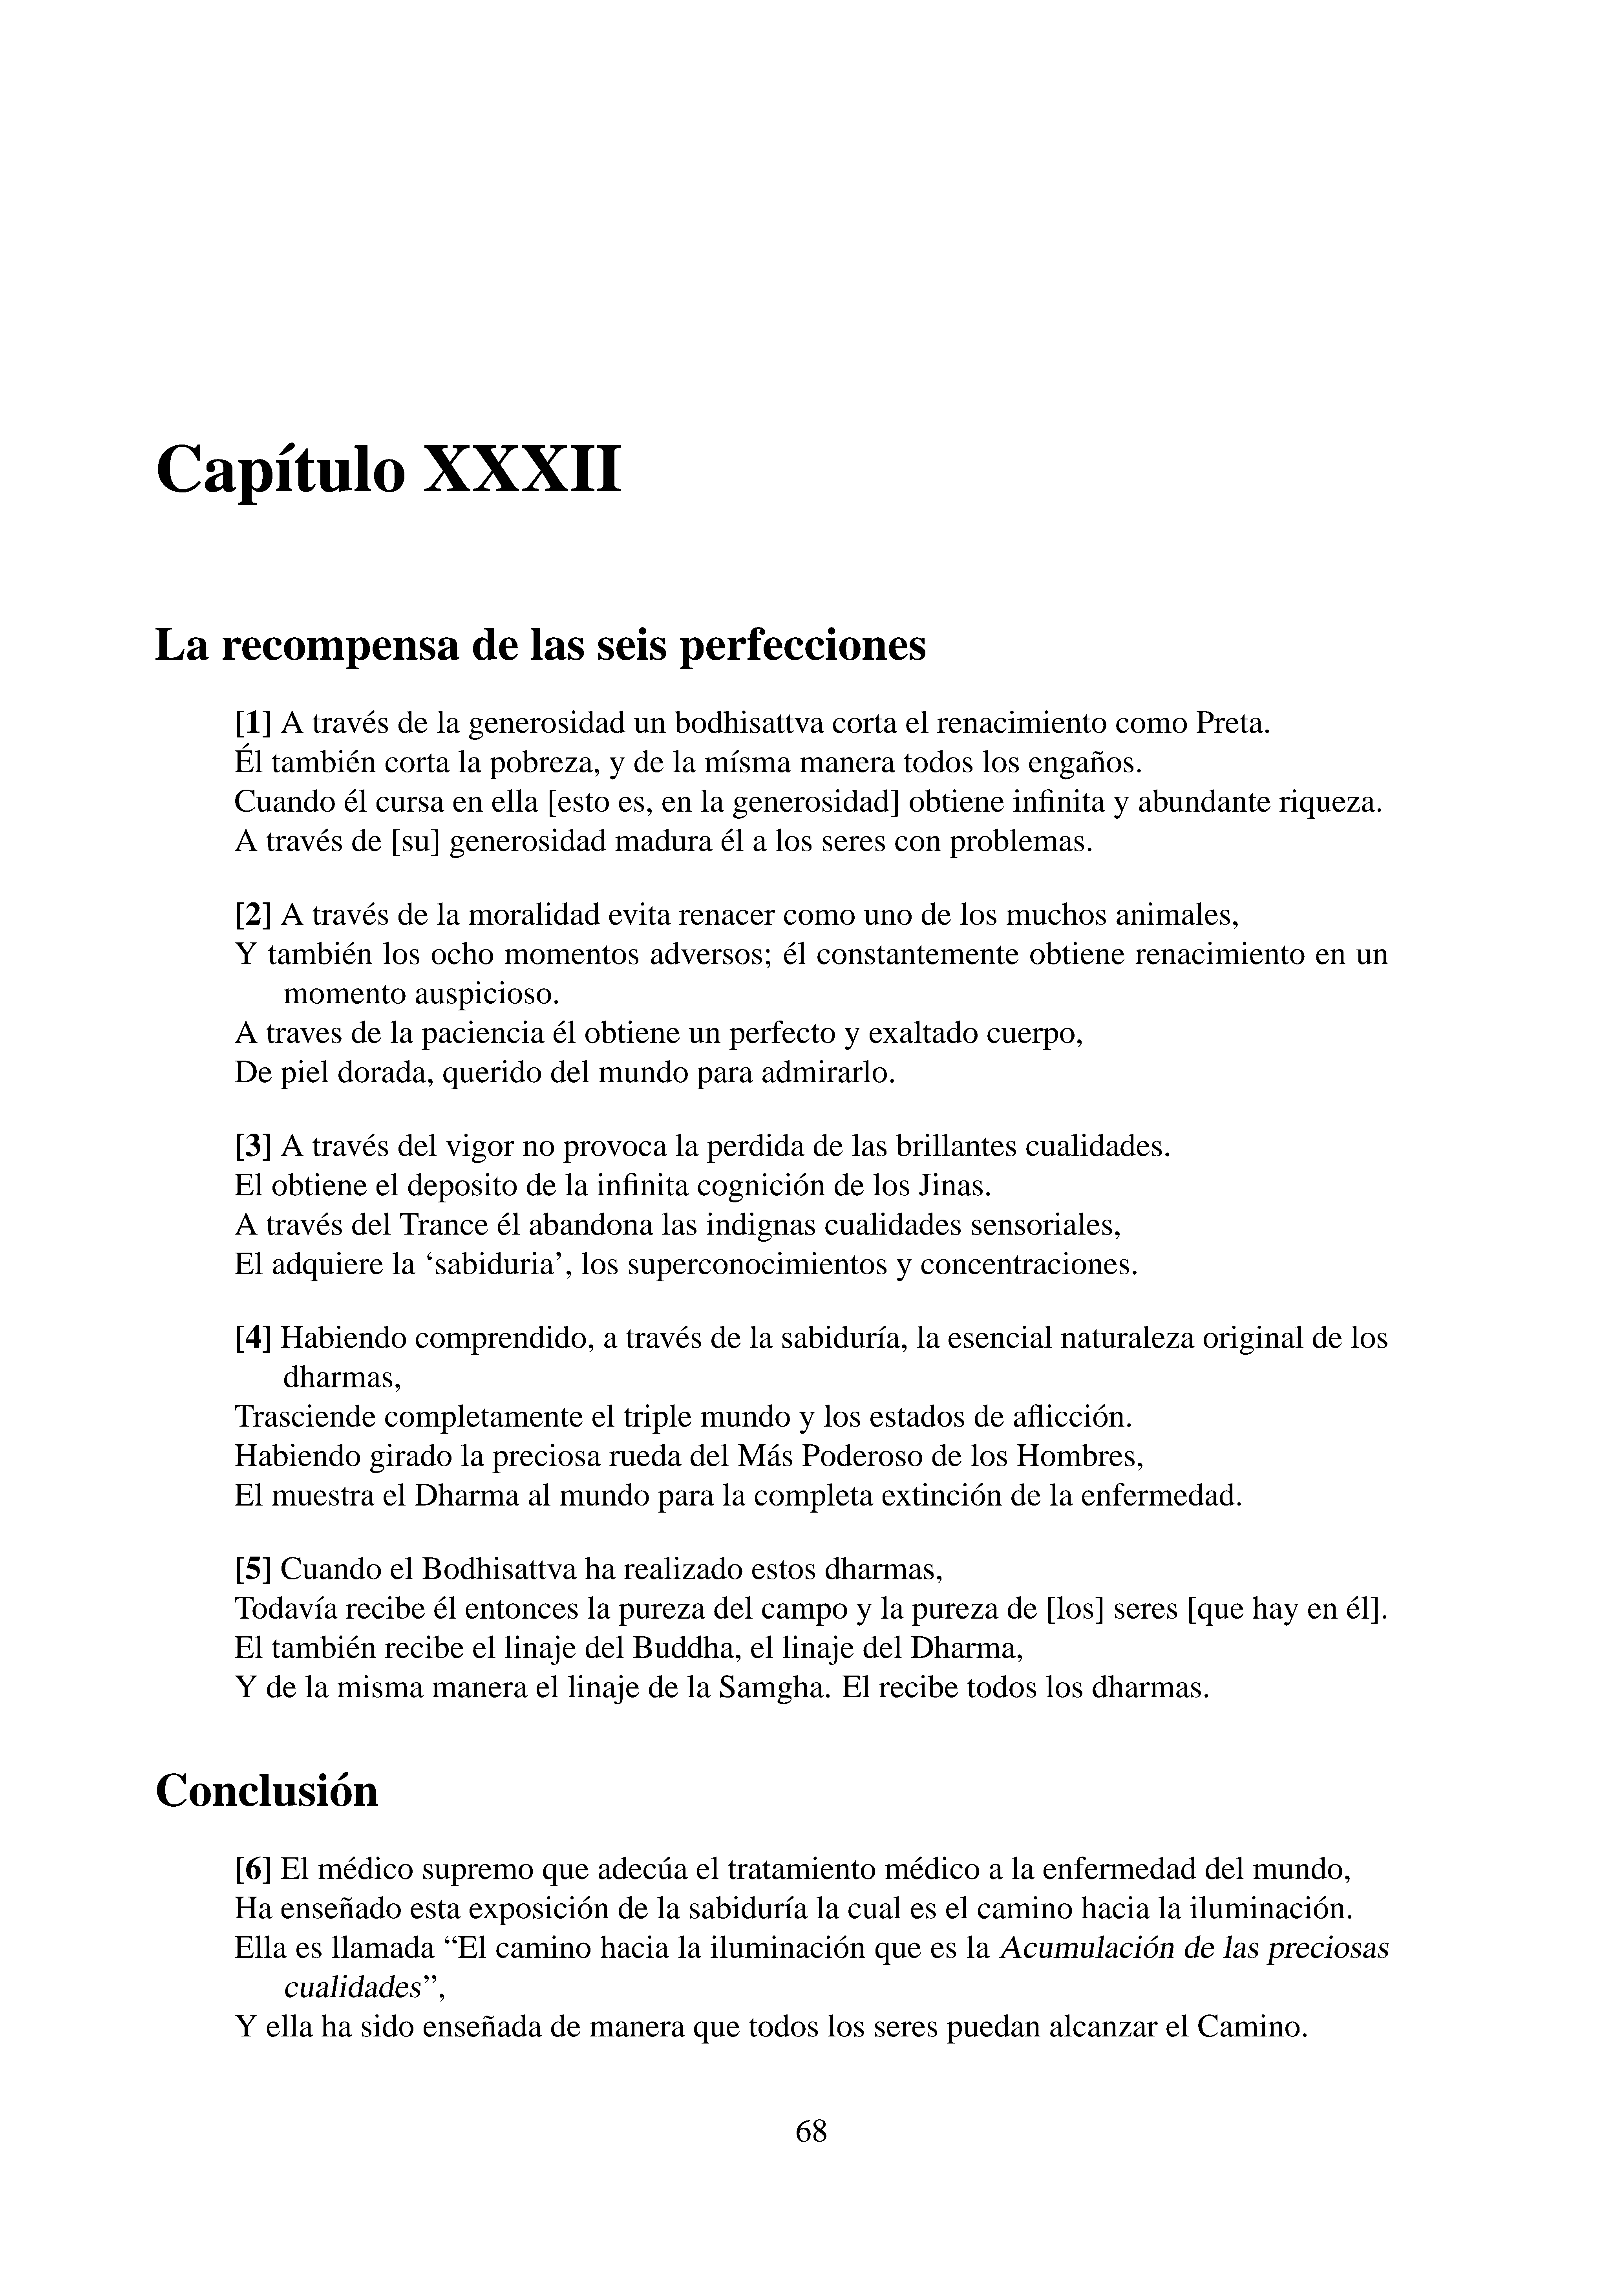 Capítulo XXXII
La recompensa de las seis perfecciones
[1] A través de la generosidad un bodhisattva corta el renacimiento como Preta.
Él también corta la pobreza, y de la mísma manera todos los engaños.
Cuando él cursa en ella [esto es, en la generosidad] obtiene infinita y abundante riqueza.
A través de [su] generosidad madura él a los seres con problemas.
[2] A través de la moralidad evita renacer como uno de los muchos animales,
Y también los ocho momentos adversos; él constantemente obtiene renacimiento en un
momento auspicioso.
A traves de la paciencia él obtiene un perfecto y exaltado cuerpo,
De piel dorada, querido del mundo para admirarlo.
[3] A través del vigor no provoca la perdida de las brillantes cualidades.
El obtiene el deposito de la infinita cognición de los Jinas.
A través del Trance él abandona las indignas cualidades sensoriales,
El adquiere la ‘sabiduria’, los superconocimientos y concentraciones.
[4] Habiendo comprendido, a través de la sabiduría, la esencial naturaleza original de los
dharmas,
Trasciende completamente el triple mundo y los estados de aflicción.
Habiendo girado la preciosa rueda del Más Poderoso de los Hombres,
El muestra el Dharma al mundo para la completa extinción de la enfermedad.
[5] Cuando el Bodhisattva ha realizado estos dharmas,
Todavía recibe él entonces la pureza del campo y la pureza de [los] seres [que hay en él].
El también recibe el linaje del Buddha, el linaje del Dharma,
Y de la misma manera el linaje de la Samgha. El recibe todos los dharmas.
Conclusión
[6] El médico supremo que adecúa el tratamiento médico a la enfermedad del mundo,
Ha enseñado esta exposición de la sabiduría la cual es el camino hacia la iluminación.
Ella es llamada “El camino hacia la iluminación que es la Acumulación de las preciosas
cualidades”,
Y ella ha sido enseñada de manera que todos los seres puedan alcanzar el Camino.
68